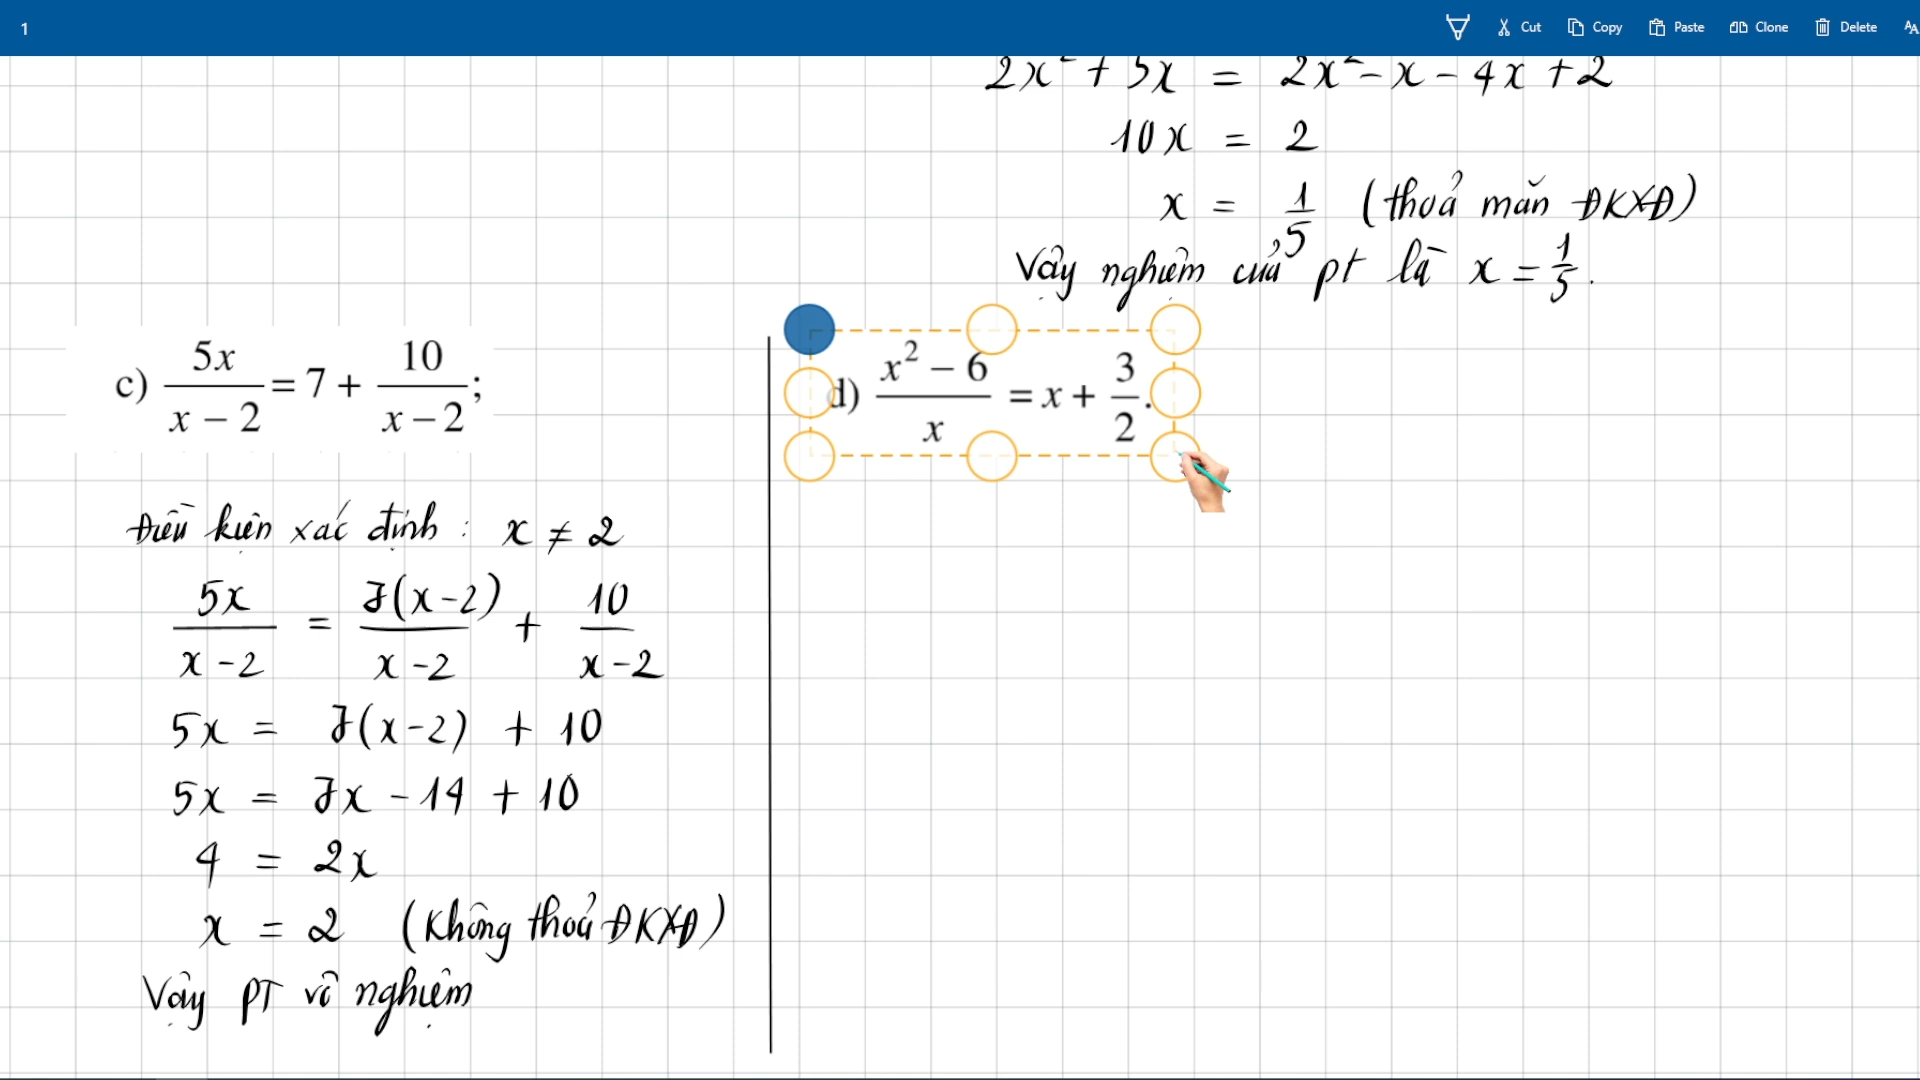 1 Cut Copy Paste Clone Delete
2x² + 5x = 2x² - x - 4x + 2
10x = 2
x = 1/5 (thoả mãn ĐKXĐ)
Vậy nghiệm của pt là x = 1/5.
c) 5x/(x - 2) = 7 + 10/(x - 2);
Điều kiện xác định : x ≠ 2
5x/(x-2) = 7(x-2)/(x-2) + 10/(x-2)
5x = 7(x-2) + 10
5x = 7x - 14 + 10
4 = 2x
x = 2 (Không thoả ĐKXĐ)
Vậy PT vô nghiệm
d) (x² - 6)/x = x + 3/2.